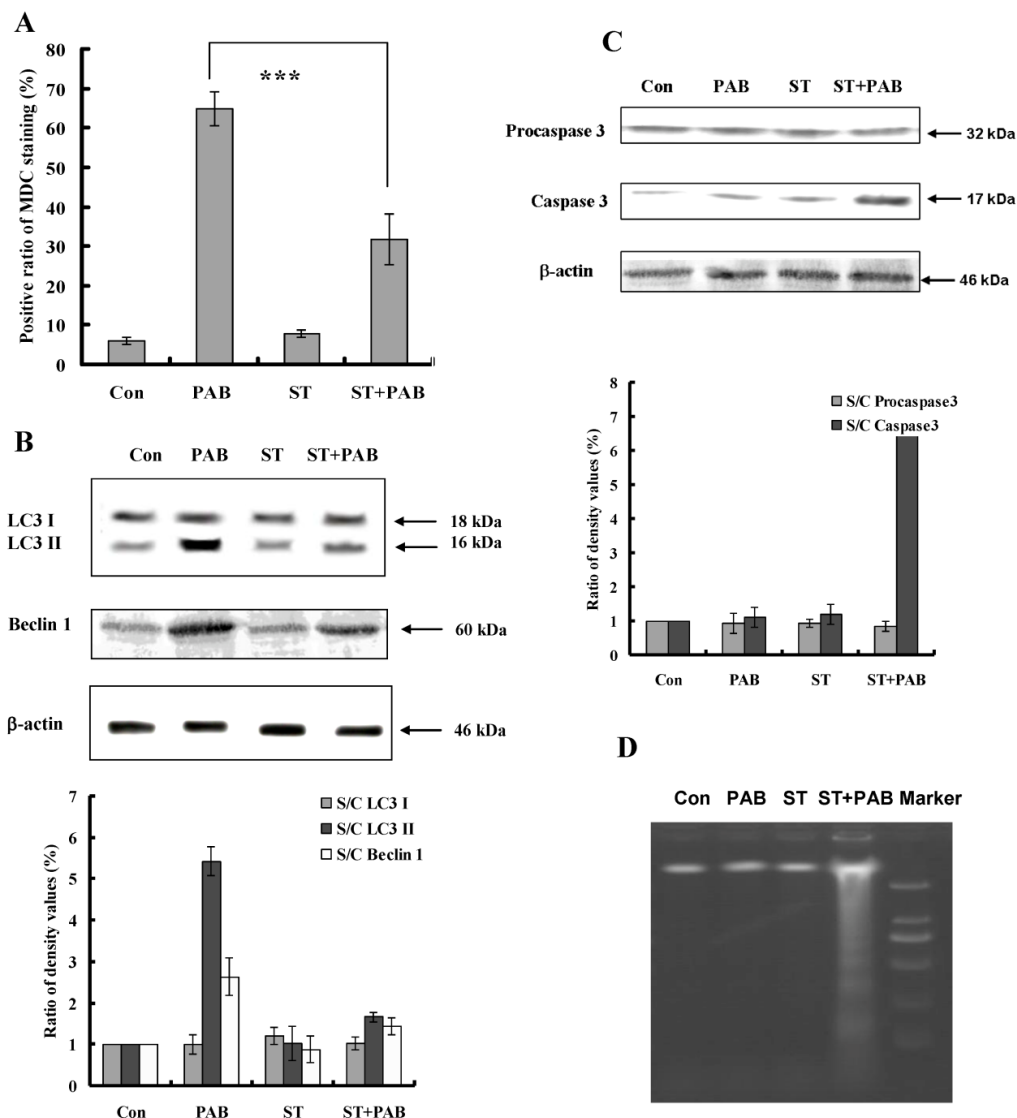 A
Positive ratio of MDC staining (%)
80
70
60
50
40
30
20
10
0
***
Con PAB ST ST+PAB
B
Con PAB ST ST+PAB
LC3 I
18 kDa
LC3 II
16 kDa
Beclin 1
60 kDa
β-actin
46 kDa
Ratio of density values (%)
7
6
5
4
3
2
1
0
S/C LC3 I
S/C LC3 II
S/C Beclin 1
Con PAB ST ST+PAB
C
Con PAB ST ST+PAB
Procaspase 3
32 kDa
Caspase 3
17 kDa
β-actin
46 kDa
Ratio of density values (%)
8
7
6
5
4
3
2
1
0
S/C Procaspase3
S/C Caspase3
Con PAB ST ST+PAB
D
Con PAB ST ST+PAB Marker